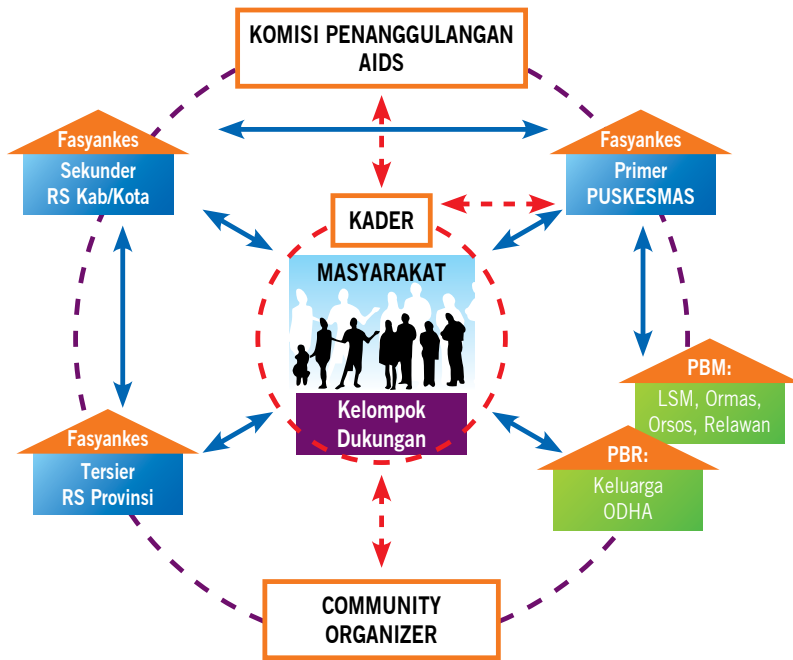 KOMISI PENANGGULANGAN
AIDS
Fasyankes
Sekunder
RS Kab/Kota
Fasyankes
Primer
PUSKESMAS
KADER
MASYARAKAT
Kelompok
Dukungan
PBM:
LSM, Ormas,
Orsos, Relawan
Fasyankes
Tersier
RS Provinsi
PBR:
Keluarga
ODHA
COMMUNITY
ORGANIZER